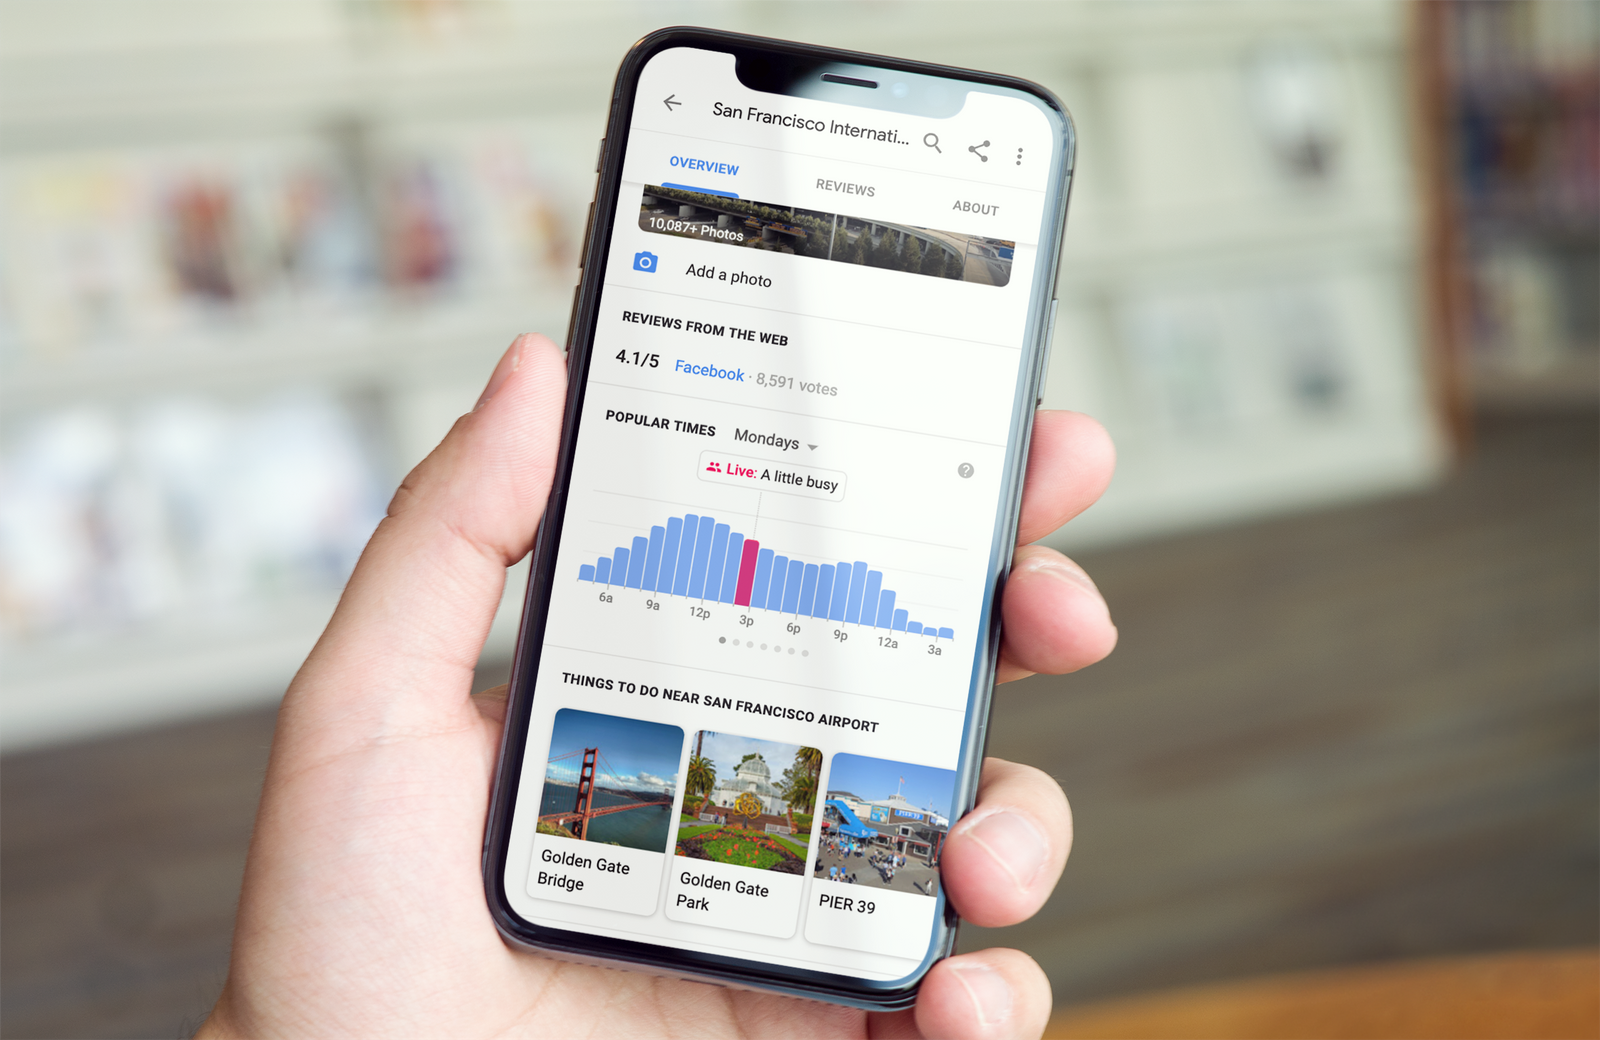 San Francisco Internati...
OVERVIEW
REVIEWS
ABOUT
10,087+ Photos
Add a photo
REVIEWS FROM THE WEB
4.1/5 Facebook · 8,591 votes
POPULAR TIMES Mondays
Live: A little busy
6a 9a 12p 3p 6p 9p 12a 3a
THINGS TO DO NEAR SAN FRANCISCO AIRPORT
Golden Gate
Bridge
Golden Gate
Park
PIER 39